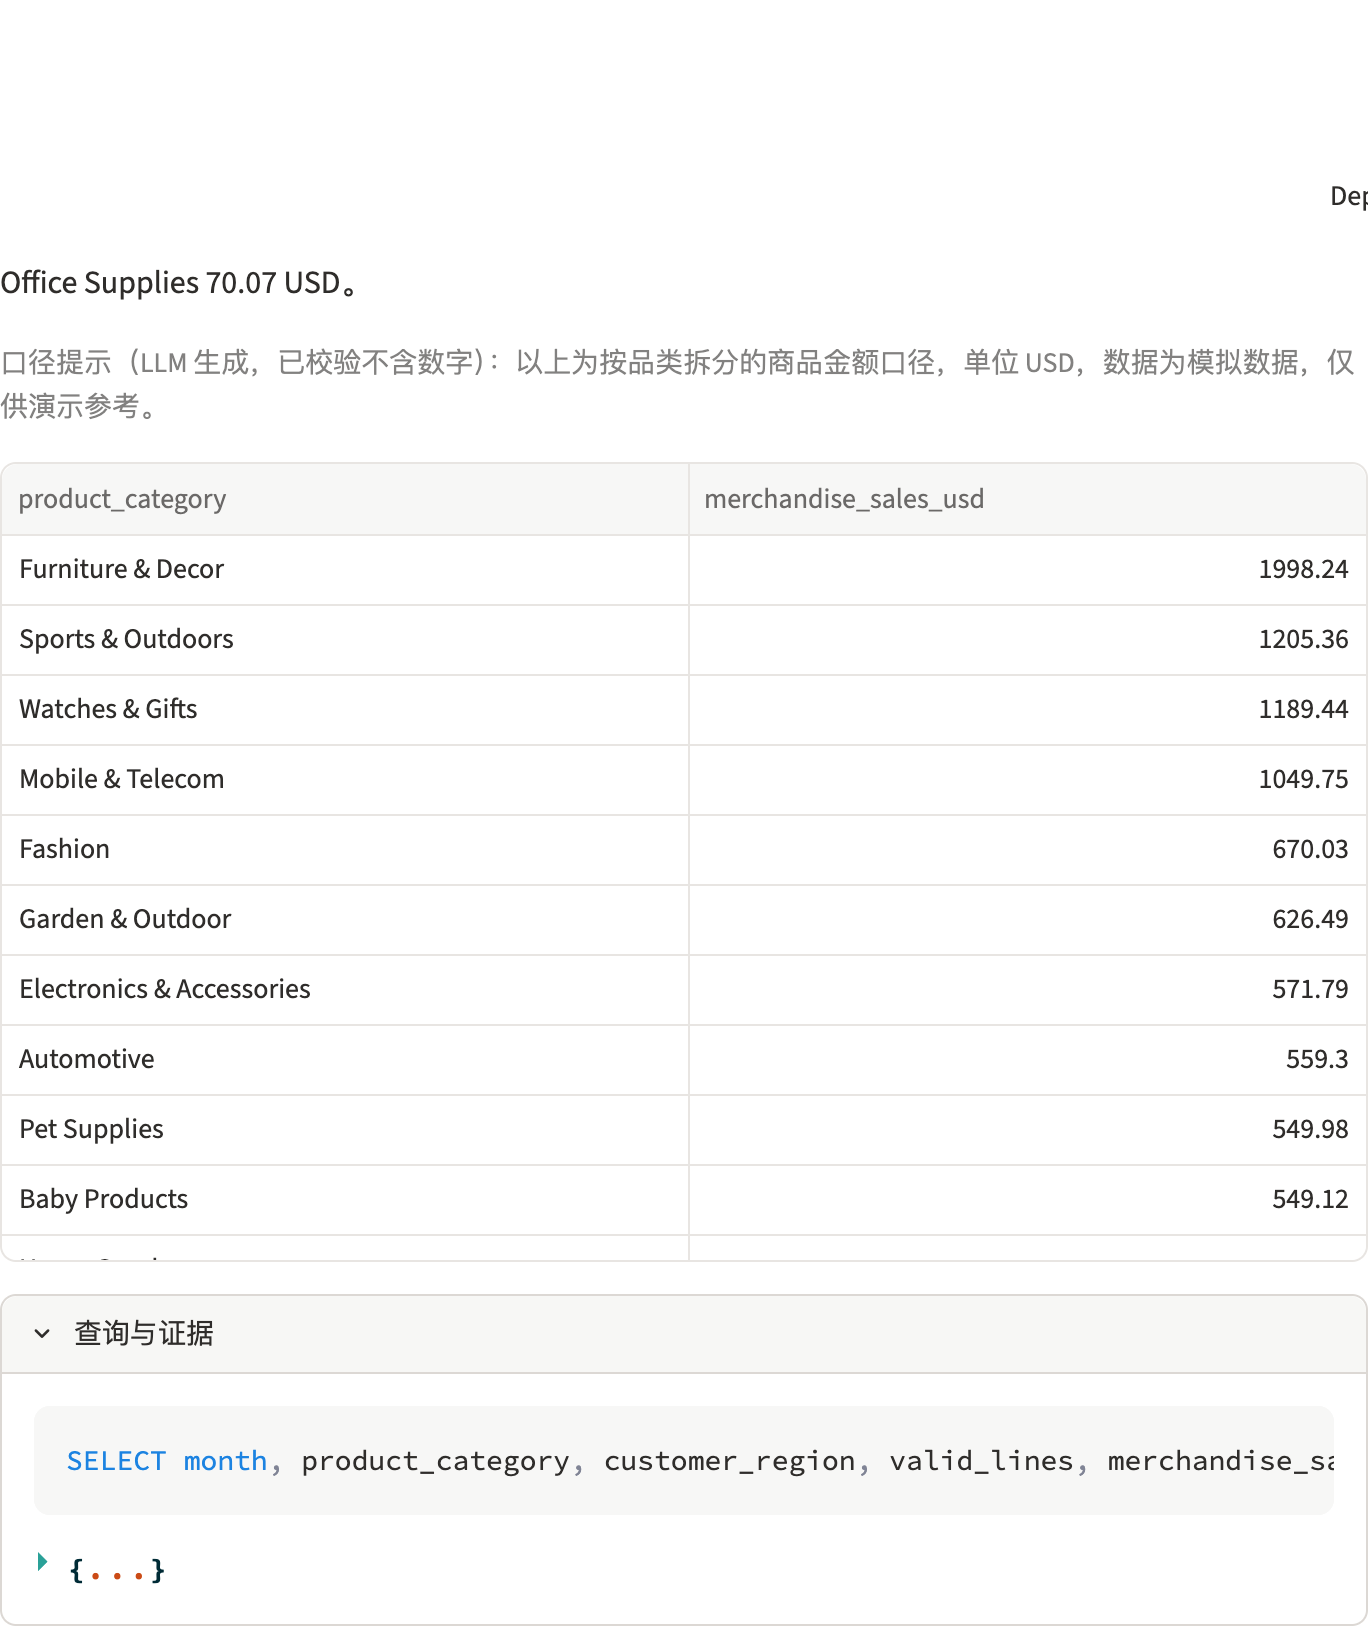 Dep
Office Supplies 70.07 USD。
口径提示（LLM 生成，已校验不含数字）：以上为按品类拆分的商品金额口径，单位 USD，数据为模拟数据，仅
供演示参考。
product_category merchandise_sales_usd
Furniture & Decor 1998.24
Sports & Outdoors 1205.36
Watches & Gifts 1189.44
Mobile & Telecom 1049.75
Fashion 670.03
Garden & Outdoor 626.49
Electronics & Accessories 571.79
Automotive 559.3
Pet Supplies 549.98
Baby Products 549.12
查询与证据
SELECT month, product_category, customer_region, valid_lines, merchandise_sa
{...}